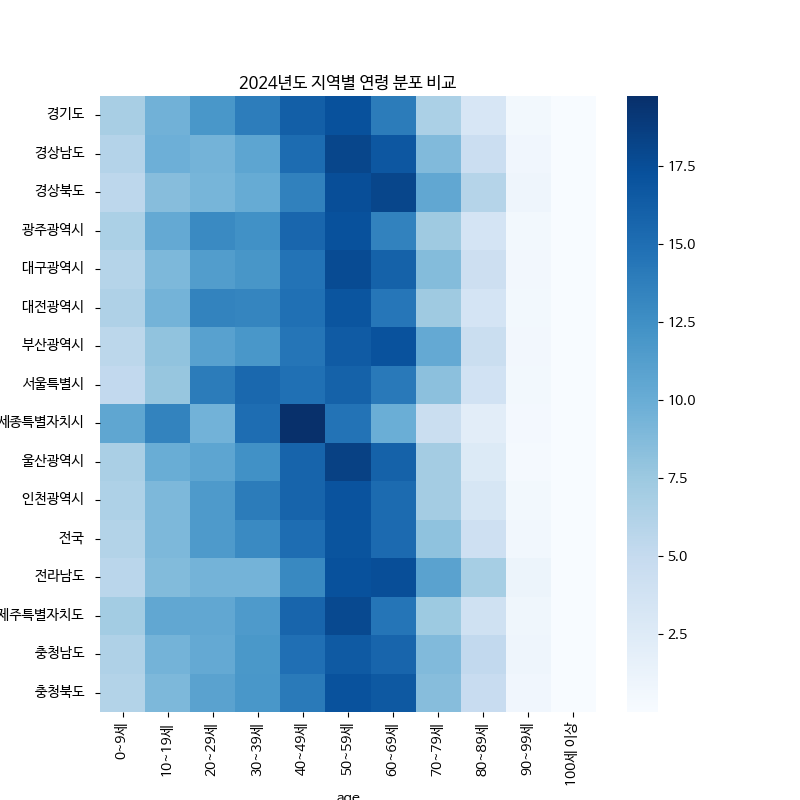 2024년도 지역별 연령 분포 비교
경기도
경상남도
경상북도
광주광역시
대구광역시
대전광역시
부산광역시
서울특별시
세종특별자치시
울산광역시
인천광역시
전국
전라남도
제주특별자치도
충청남도
충청북도
0~9세
10~19세
20~29세
30~39세
40~49세
50~59세
60~69세
70~79세
80~89세
90~99세
100세 이상
age
17.5
15.0
12.5
10.0
7.5
5.0
2.5